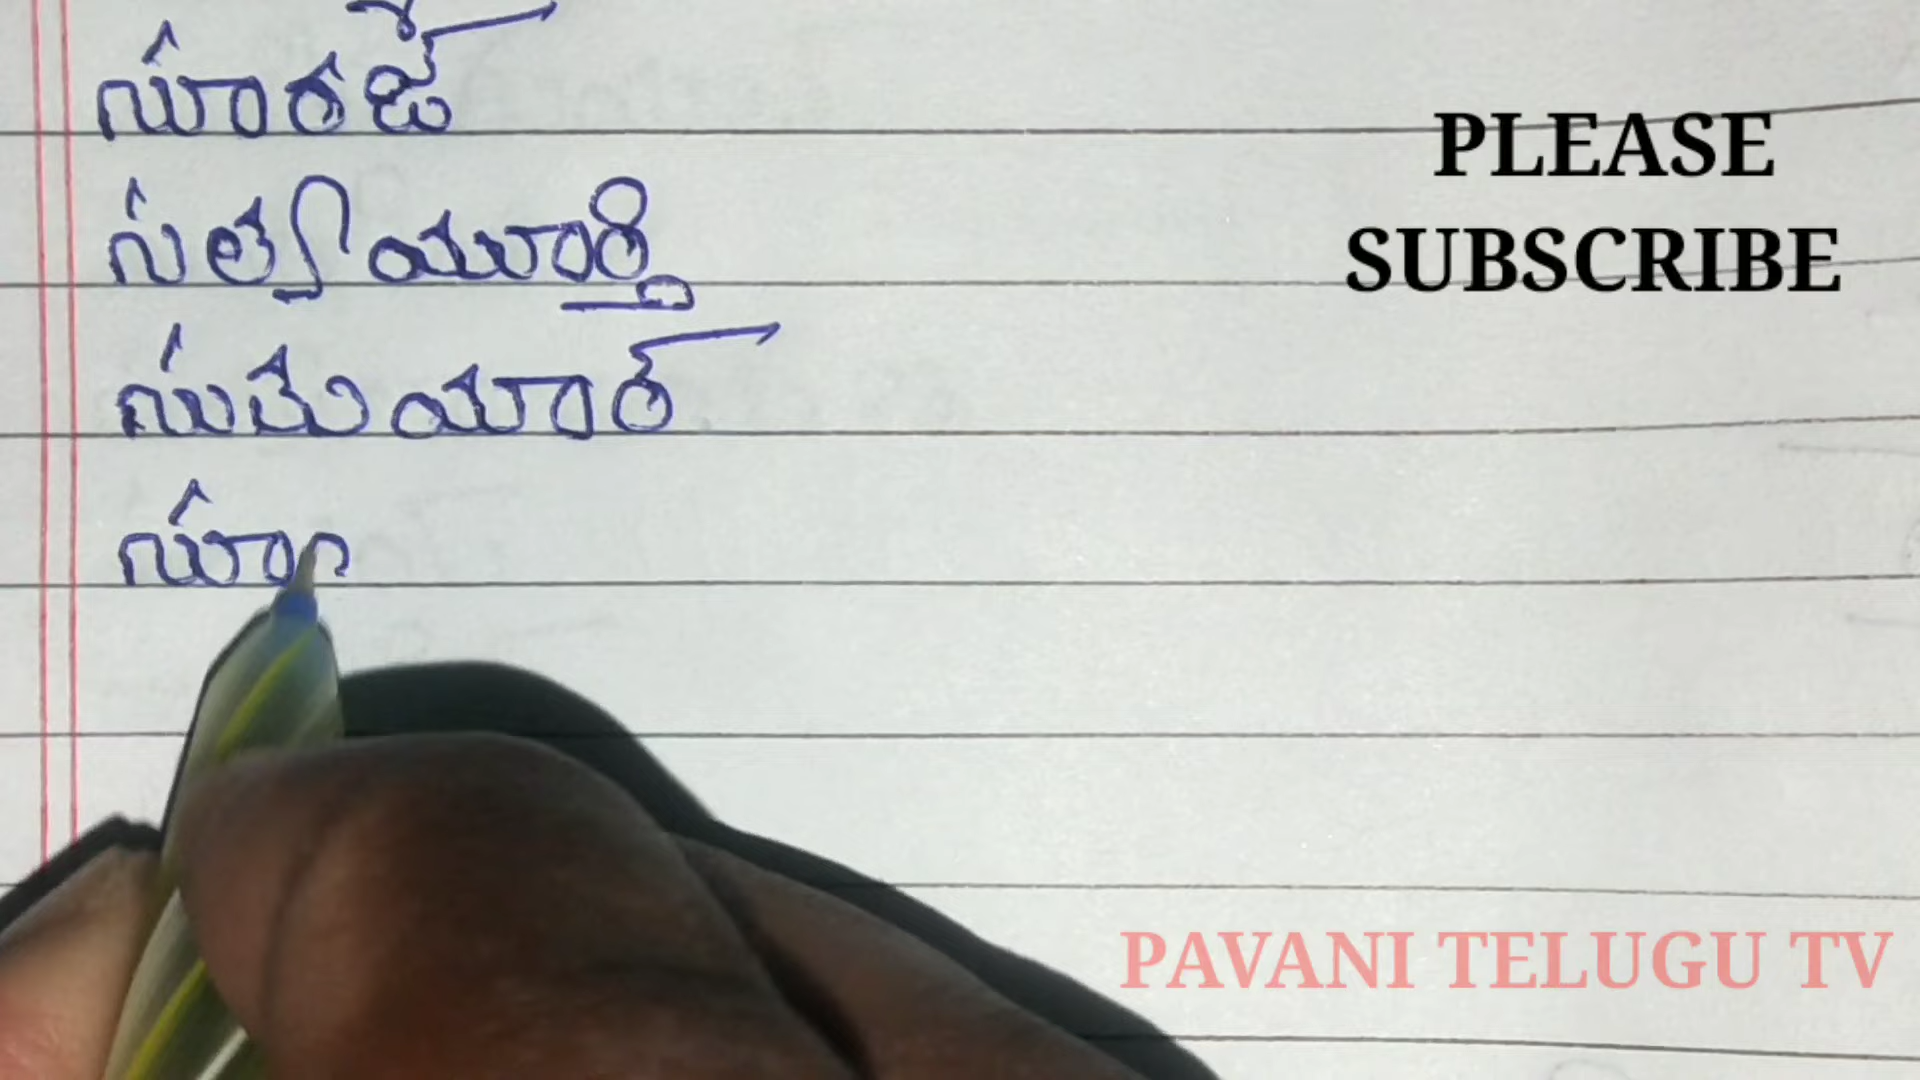 సూరజ్
సత్యమూర్తి
సుకుమార్
సూ
PLEASE
SUBSCRIBE
PAVANI TELUGU TV